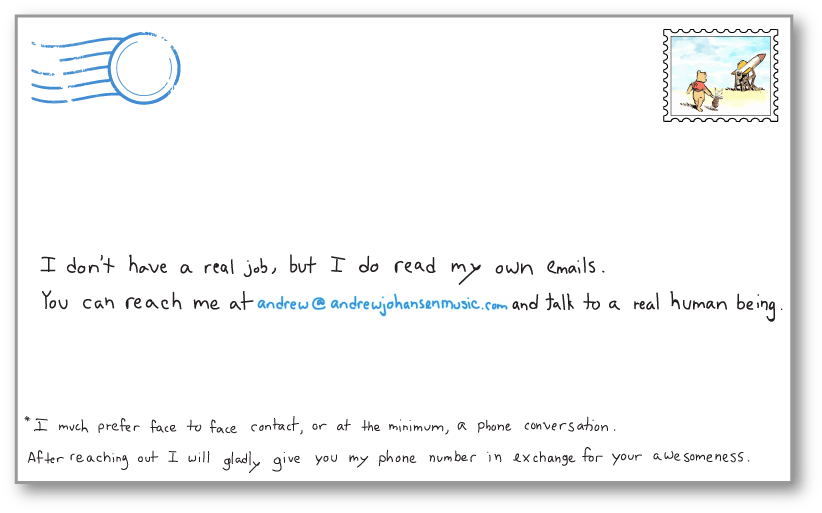 I don't have a real job, but I do read my own emails.
You can reach me at andrew@andrewjohansenmusic.com and talk to a real human being.
*I much prefer face to face contact, or at the minimum, a phone conversation.
After reaching out I will gladly give you my phone number in exchange for your awesomeness.